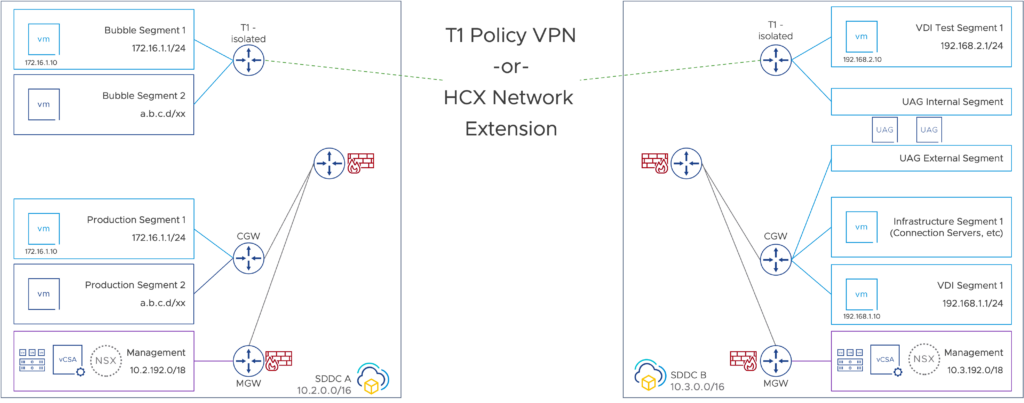 T1 Policy VPN
-or-
HCX Network
Extension
T1 -
isolated
vm
172.16.1.10
Bubble Segment 1
172.16.1.1/24
vm
Bubble Segment 2
a.b.c.d/xx
vm
172.16.1.10
Production Segment 1
172.16.1.1/24
CGW
vm
Production Segment 2
a.b.c.d/xx
vCSA
NSX
Management
10.2.192.0/18
MGW
SDDC A
10.2.0.0/16
T1 -
isolated
vm
192.168.2.10
VDI Test Segment 1
192.168.2.1/24
UAG Internal Segment
UAG
UAG
UAG External Segment
CGW
vm
Infrastructure Segment 1
(Connection Servers, etc)
vm
192.168.1.10
VDI Segment 1
192.168.1.1/24
SDDC B
10.3.0.0/16
MGW
vCSA
NSX
Management
10.3.192.0/18